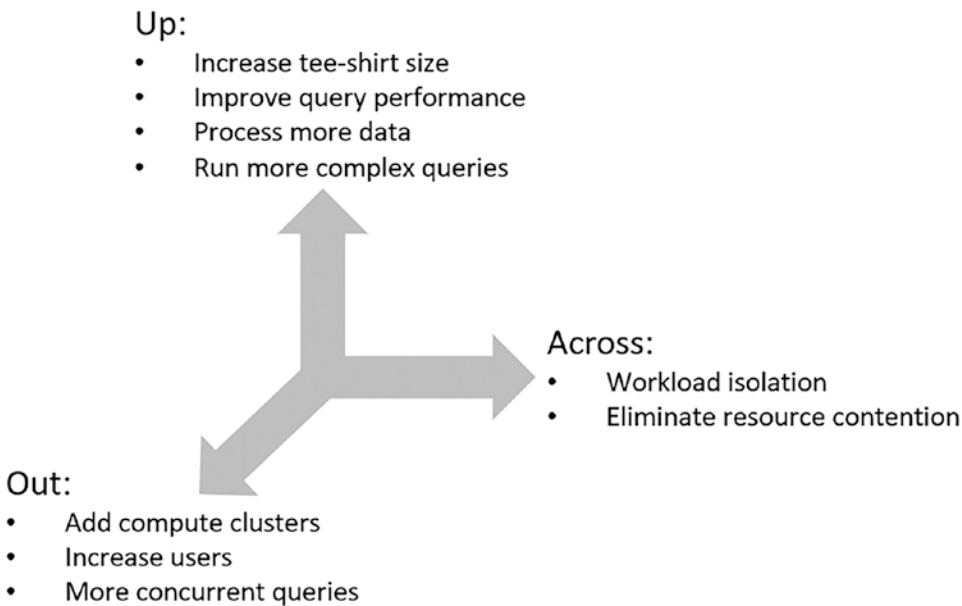 Up:
• Increase tee-shirt size
• Improve query performance
• Process more data
• Run more complex queries
Across:
• Workload isolation
• Eliminate resource contention
Out:
• Add compute clusters
• Increase users
• More concurrent queries